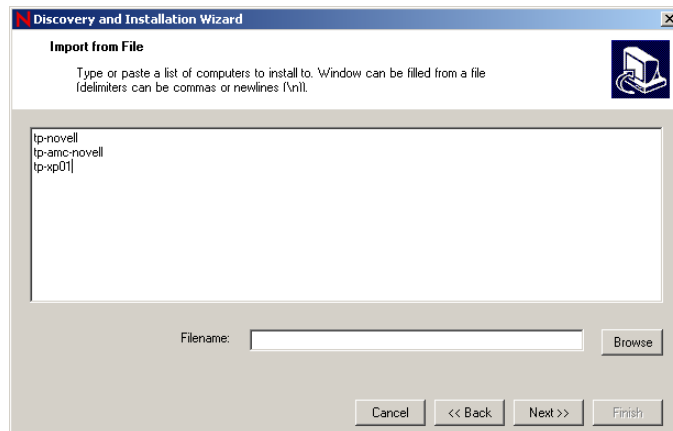 Discovery and Installation Wizard
Import from File
Type or paste a list of computers to install to. Window can be filled from a file
(delimiters can be commas or newlines (\n)).
tp-novell
tp-amc-novell
tp-xp01
Filename:
Browse
Cancel
<< Back
Next >>
Finish